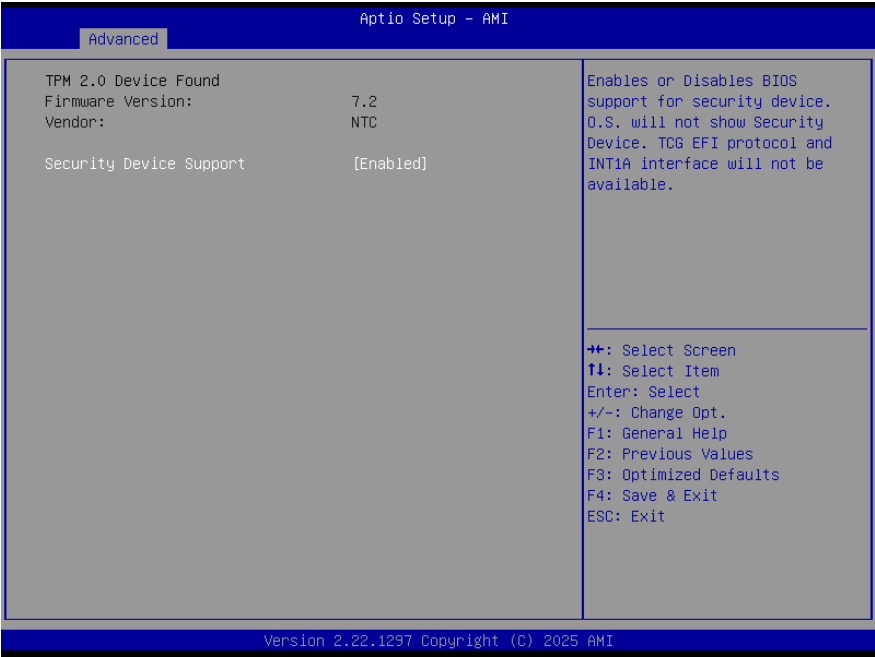 Aptio Setup – AMI
Advanced
TPM 2.0 Device Found
Firmware Version: 7.2
Vendor: NTC
Security Device Support [Enabled]
Enables or Disables BIOS
support for security device.
O.S. will not show Security
Device. TCG EFI protocol and
INT1A interface will not be
available.
→←: Select Screen
↑↓: Select Item
Enter: Select
+/-: Change Opt.
F1: General Help
F2: Previous Values
F3: Optimized Defaults
F4: Save & Exit
ESC: Exit
Version 2.22.1297 Copyright (C) 2025 AMI